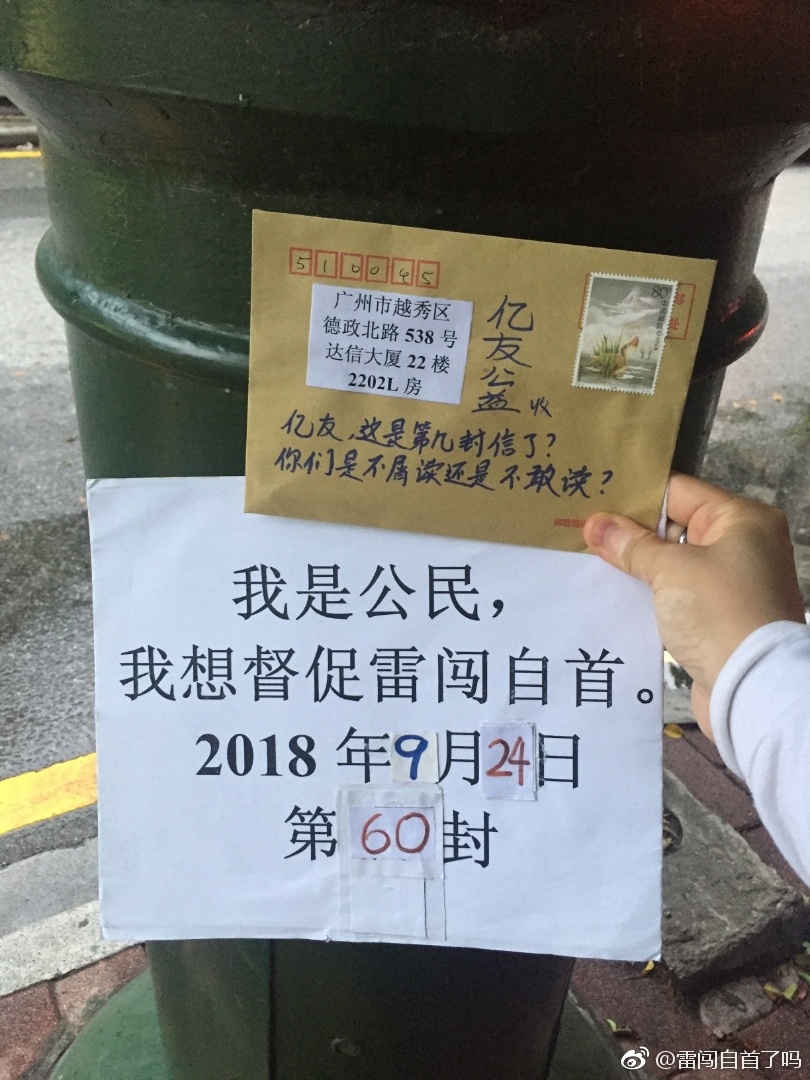 510045
80
中国邮政
广州市越秀区
德政北路 538 号
达信大厦 22 楼
2202L 房
亿友公益 收
亿友,这是第几封信了?
你们是不屑读还是不敢读?
我是公民,
我想督促雷闯自首。
2018 年 9 月 24 日
第 60 封
@雷闯自首了吗